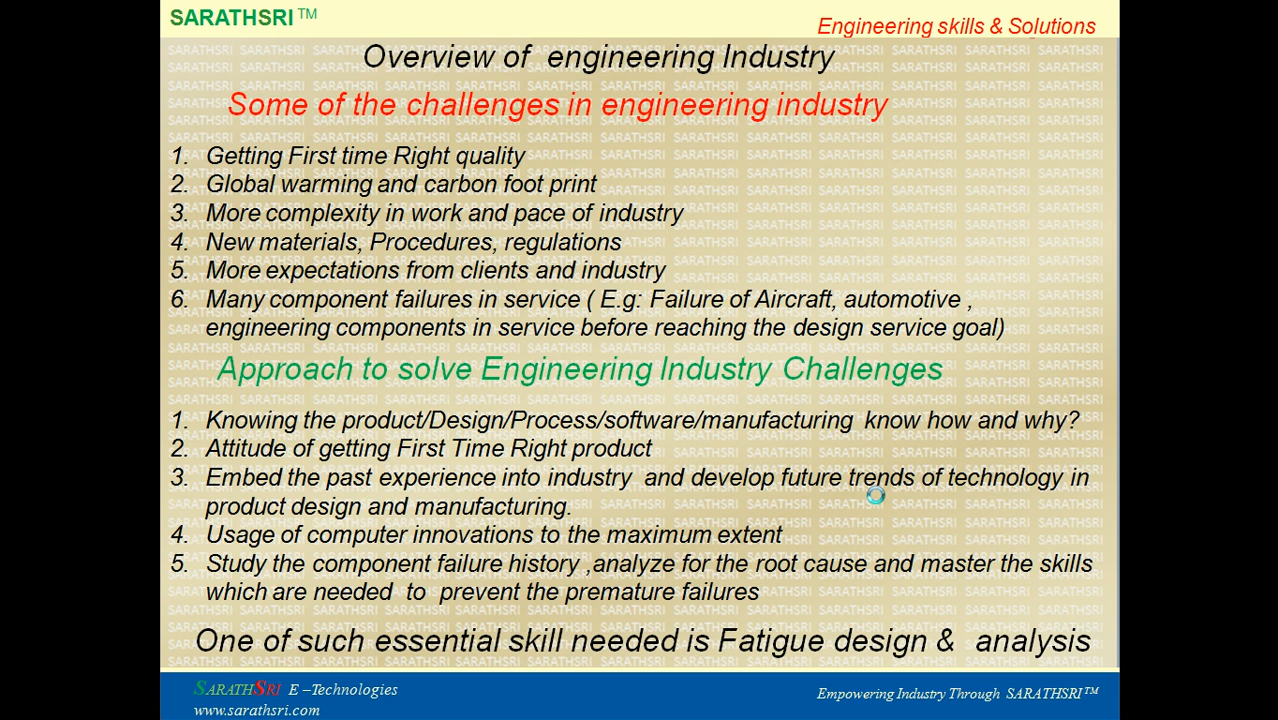 SARATHSRI™
Engineering skills & Solutions
Overview of engineering Industry
Some of the challenges in engineering industry
1. Getting First time Right quality
2. Global warming and carbon foot print
3. More complexity in work and pace of industry
4. New materials, Procedures, regulations
5. More expectations from clients and industry
6. Many component failures in service ( E.g: Failure of Aircraft, automotive ,
engineering components in service before reaching the design service goal)
Approach to solve Engineering Industry Challenges
1. Knowing the product/Design/Process/software/manufacturing know how and why?
2. Attitude of getting First Time Right product
3. Embed the past experience into industry and develop future trends of technology in
product design and manufacturing.
4. Usage of computer innovations to the maximum extent
5. Study the component failure history ,analyze for the root cause and master the skills
which are needed to prevent the premature failures
One of such essential skill needed is Fatigue design & analysis
SARATHSRI E –Technologies
www.sarathsri.com
Empowering Industry Through SARATHSRI™